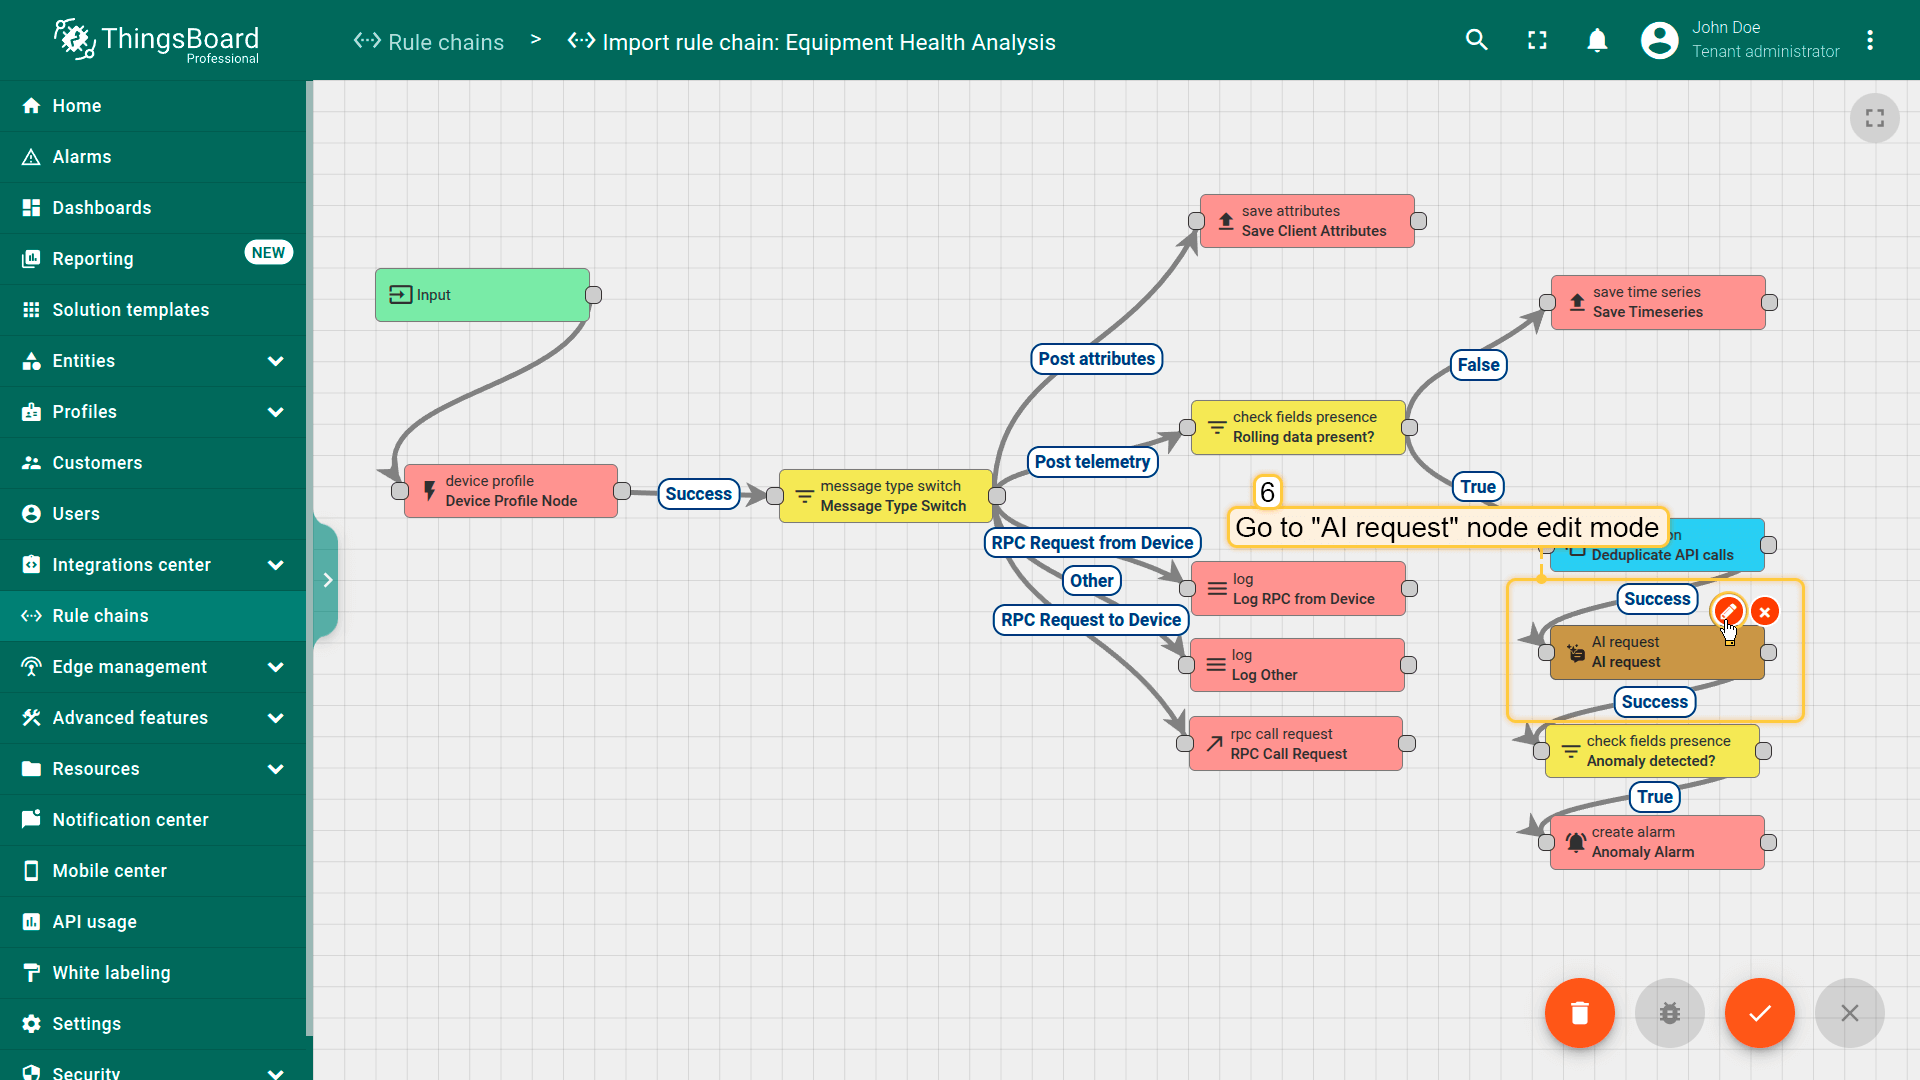 ThingsBoard
Professional
Rule chains
>
Import rule chain: Equipment Health Analysis
John Doe
Tenant administrator
Home
Alarms
Dashboards
Reporting
NEW
Solution templates
Entities
Profiles
Customers
Users
Integrations center
Rule chains
Edge management
Advanced features
Resources
Notification center
Mobile center
API usage
White labeling
Settings
Security
Input
device profile
Device Profile Node
Success
message type switch
Message Type Switch
Post attributes
Post telemetry
RPC Request from Device
Other
RPC Request to Device
save attributes
Save Client Attributes
check fields presence
Rolling data present?
False
True
save time series
Save Timeseries
6
Go to "AI request" node edit mode
Deduplicate API calls
log
Log RPC from Device
log
Log Other
rpc call request
RPC Call Request
Success
AI request
AI request
Success
check fields presence
Anomaly detected?
True
create alarm
Anomaly Alarm